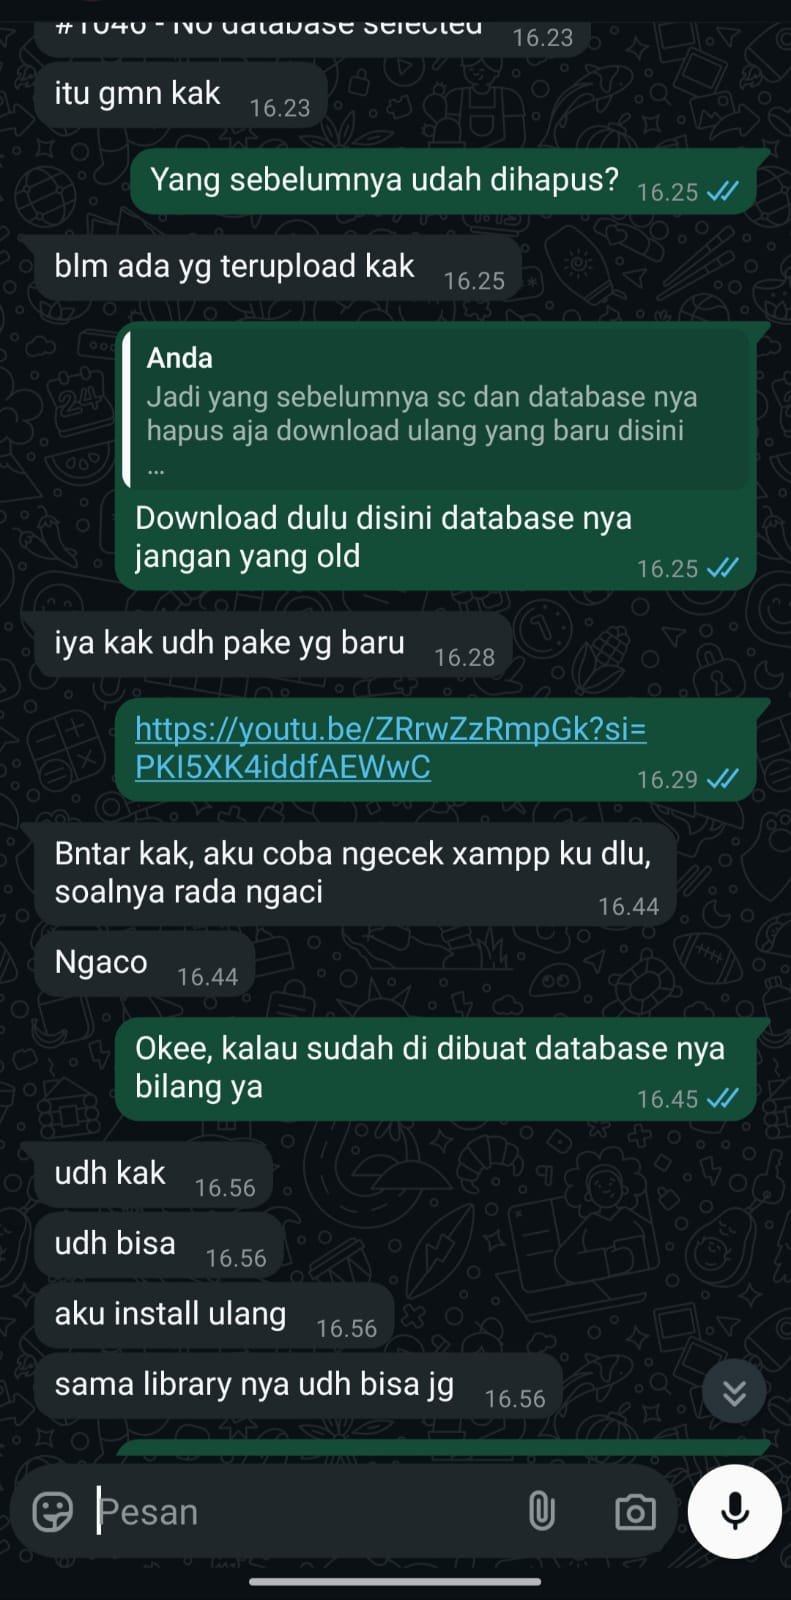 #1046 - No database selected
16.23
itu gmn kak
16.23
Yang sebelumnya udah dihapus?
16.25
blm ada yg terupload kak
16.25
Anda
Jadi yang sebelumnya sc dan database nya
hapus aja download ulang yang baru disini
...
Download dulu disini database nya
jangan yang old
16.25
iya kak udh pake yg baru
16.28
https://youtu.be/ZRrwZzRmpGk?si=
PKI5XK4iddfAEWwC
16.29
Bntar kak, aku coba ngecek xampp ku dlu,
soalnya rada ngaci
16.44
Ngaco
16.44
Okee, kalau sudah di dibuat database nya
bilang ya
16.45
udh kak
16.56
udh bisa
16.56
aku install ulang
16.56
sama library nya udh bisa jg
16.56
Pesan